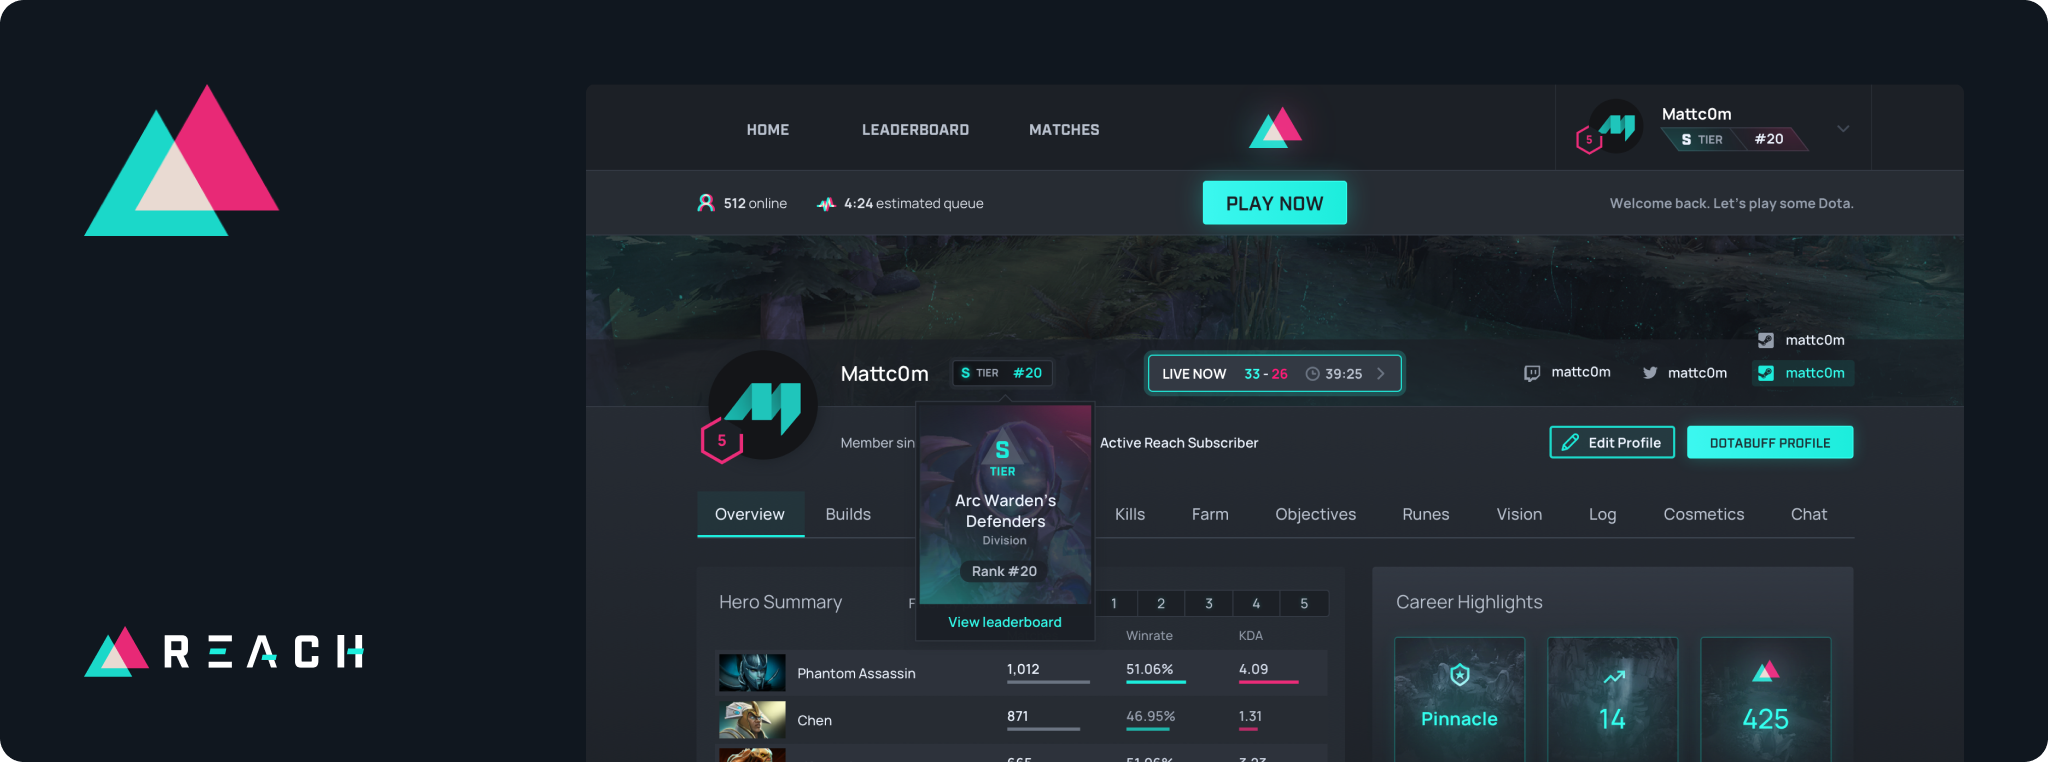 HOME LEADERBOARD MATCHES
Mattc0m
5 S TIER #20
512 online 4:24 estimated queue PLAY NOW Welcome back. Let's play some Dota.
mattc0m
Mattc0m S TIER #20 LIVE NOW 33 - 26 39:25 mattc0m mattc0m mattc0m
5
Member sin Active Reach Subscriber Edit Profile DOTABUFF PROFILE
S
TIER
Arc Warden's
Defenders
Division
Rank #20
View leaderboard
Overview Builds Kills Farm Objectives Runes Vision Log Cosmetics Chat
Hero Summary F 1 2 3 4 5
Winrate KDA
Phantom Assassin 1,012 51.06% 4.09
Chen 871 46.95% 1.31
Career Highlights
Pinnacle 14 425
REACH